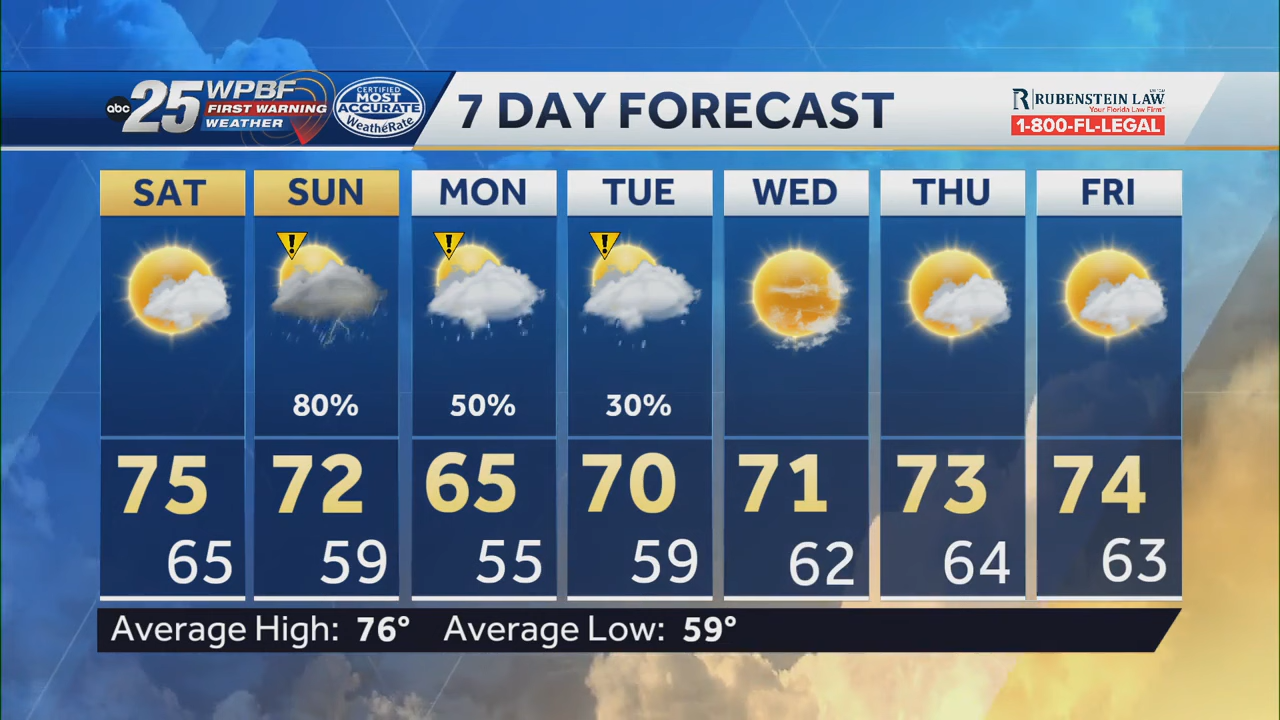 abc 25 WPBF
FIRST WARNING
WEATHER
CERTIFIED
MOST
ACCURATE
WeatheRate
7 DAY FORECAST
RUBENSTEIN LAW
Your Florida Law Firm
1-800-FL-LEGAL
SAT SUN MON TUE WED THU FRI
! ! !
80% 50% 30%
75 72 65 70 71 73 74
65 59 55 59 62 64 63
Average High: 76° Average Low: 59°